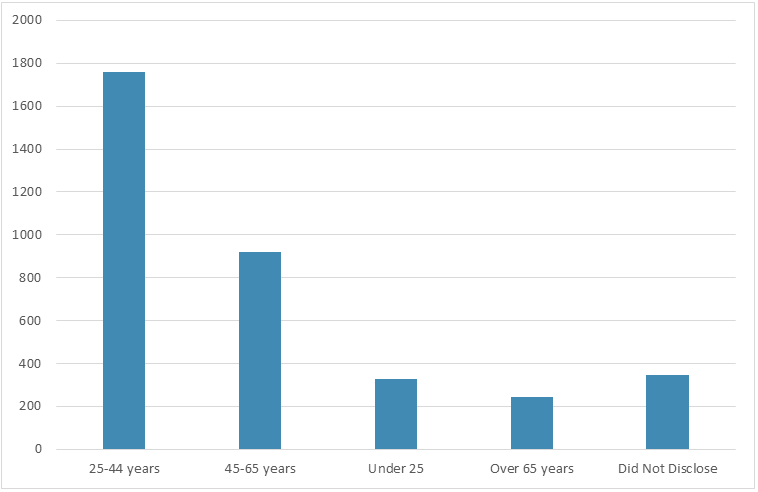 2000
1800
1600
1400
1200
1000
800
600
400
200
0
25-44 years
45-65 years
Under 25
Over 65 years
Did Not Disclose